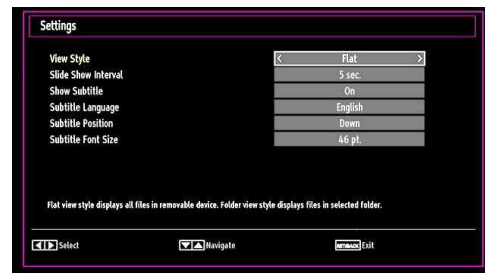 Settings
View Style < Flat >
Slide Show Interval 5 sec.
Show Subtitle On
Subtitle Language English
Subtitle Position Down
Subtitle Font Size 46 pt.
Flat view style displays all files in removable device. Folder view style displays files in selected folder.
Select Navigate RET/BACK Exit